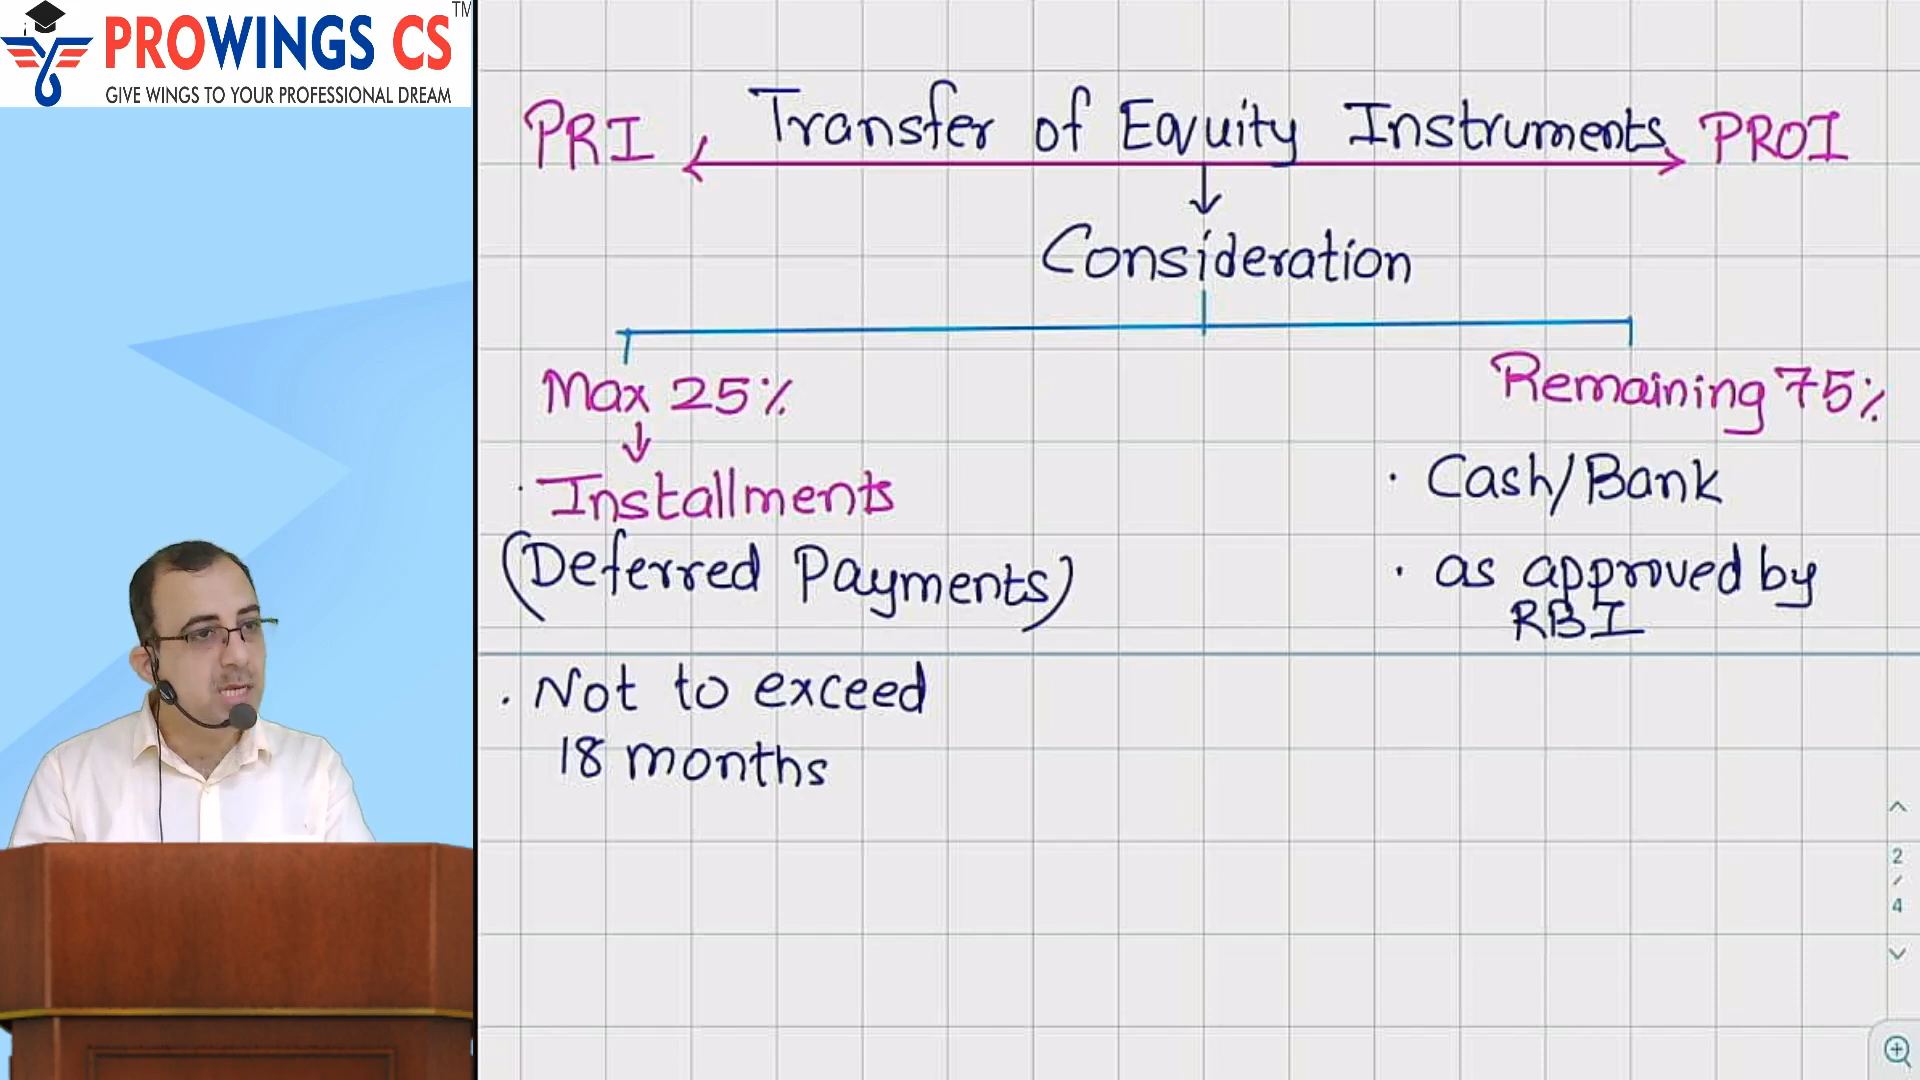 PROWINGS CS TM
GIVE WINGS TO YOUR PROFESSIONAL DREAM
PRI Transfer of Equity Instruments PROI
Consideration
Max 25%
Remaining 75%
Installments
(Deferred Payments)
· Not to exceed
18 months
· Cash/Bank
· as approved by
RBI
2
/
4